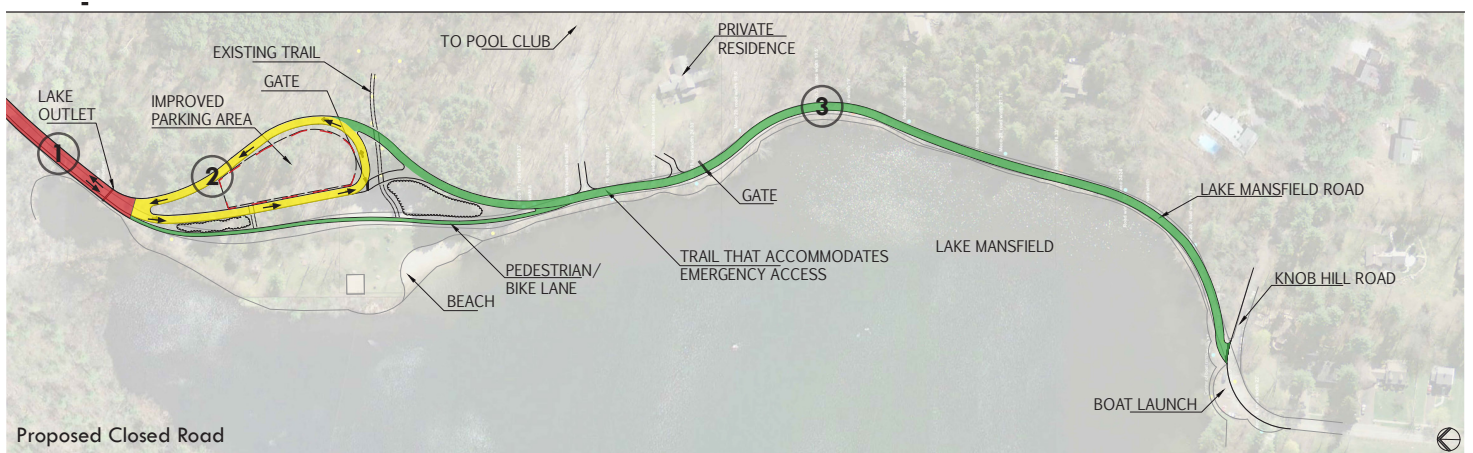 TO POOL CLUB
PRIVATE
RESIDENCE
EXISTING TRAIL
GATE
LAKE
OUTLET
IMPROVED
PARKING AREA
1
2
3
GATE
LAKE MANSFIELD ROAD
LAKE MANSFIELD
TRAIL THAT ACCOMMODATES
EMERGENCY ACCESS
PEDESTRIAN/
BIKE LANE
BEACH
KNOB HILL ROAD
BOAT LAUNCH
Proposed Closed Road